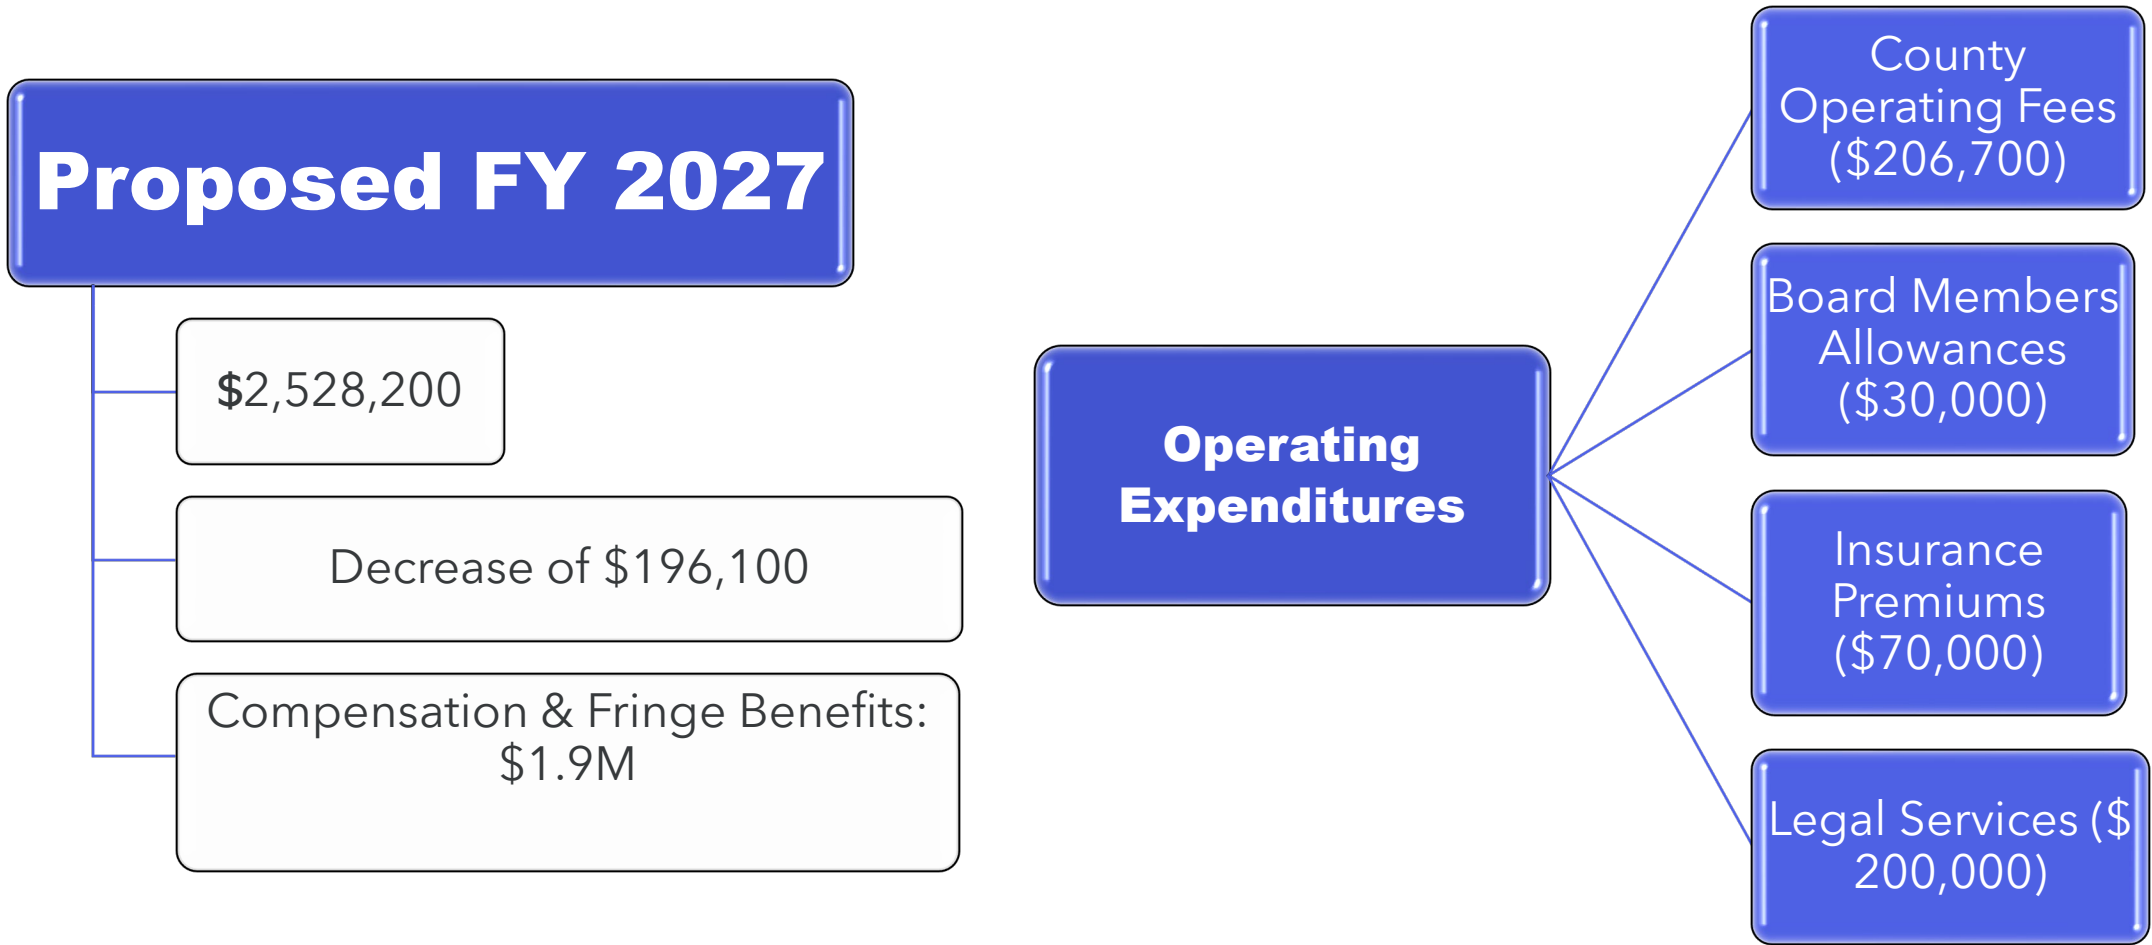 Proposed FY 2027
$2,528,200
Decrease of $196,100
Compensation & Fringe Benefits:
$1.9M
Operating
Expenditures
County
Operating Fees
($206,700)
Board Members
Allowances
($30,000)
Insurance
Premiums
($70,000)
Legal Services ($
200,000)